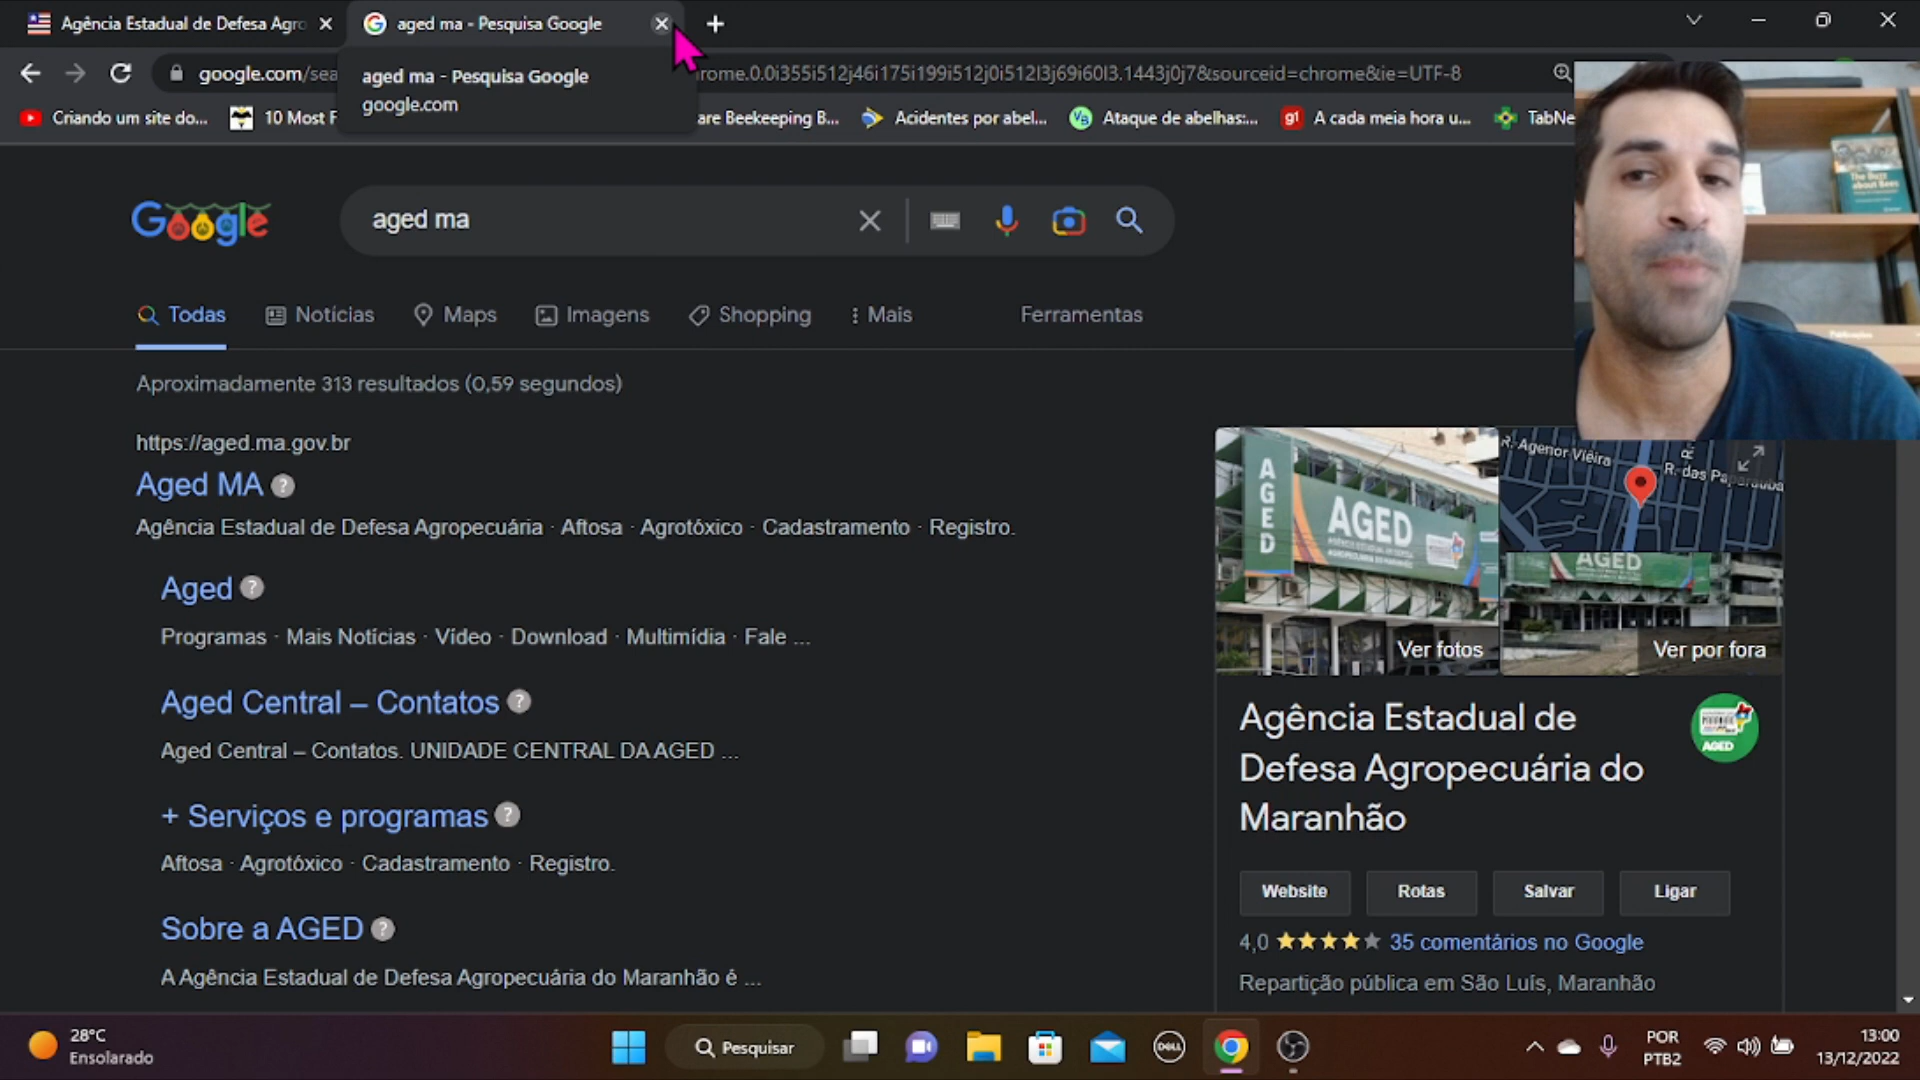 Agência Estadual de Defesa Agro
aged ma - Pesquisa Google
google.com/sea
rome.0.0i355i512j46i175i199i512j0i512l3j69i60l3.1443j0j7&sourceid=chrome&ie=UTF-8
aged ma - Pesquisa Google
google.com
Criando um site do...
10 Most F
are Beekeeping B...
Acidentes por abel...
Ataque de abelhas:...
g1 A cada meia hora u...
TabNe
The Buzz
about Bees
Google
aged ma
Todas
Notícias
Maps
Imagens
Shopping
Mais
Ferramentas
Aproximadamente 313 resultados (0,59 segundos)
https://aged.ma.gov.br
Aged MA
Agência Estadual de Defesa Agropecuária · Aftosa · Agrotóxico · Cadastramento · Registro.
Aged
Programas · Mais Notícias · Vídeo · Download · Multimídia · Fale ...
Aged Central – Contatos
Aged Central – Contatos. UNIDADE CENTRAL DA AGED ...
+ Serviços e programas
Aftosa · Agrotóxico · Cadastramento · Registro.
Sobre a AGED
A Agência Estadual de Defesa Agropecuária do Maranhão é ...
AGED
AGED
R. Agenor Vieira
AGED
Ver fotos
Ver por fora
Agência Estadual de
Defesa Agropecuária do
Maranhão
AGED
Website
Rotas
Salvar
Ligar
4,0
35 comentários no Google
Repartição pública em São Luís, Maranhão
28°C
Ensolarado
Pesquisar
DELL
POR
PTB2
13:00
13/12/2022